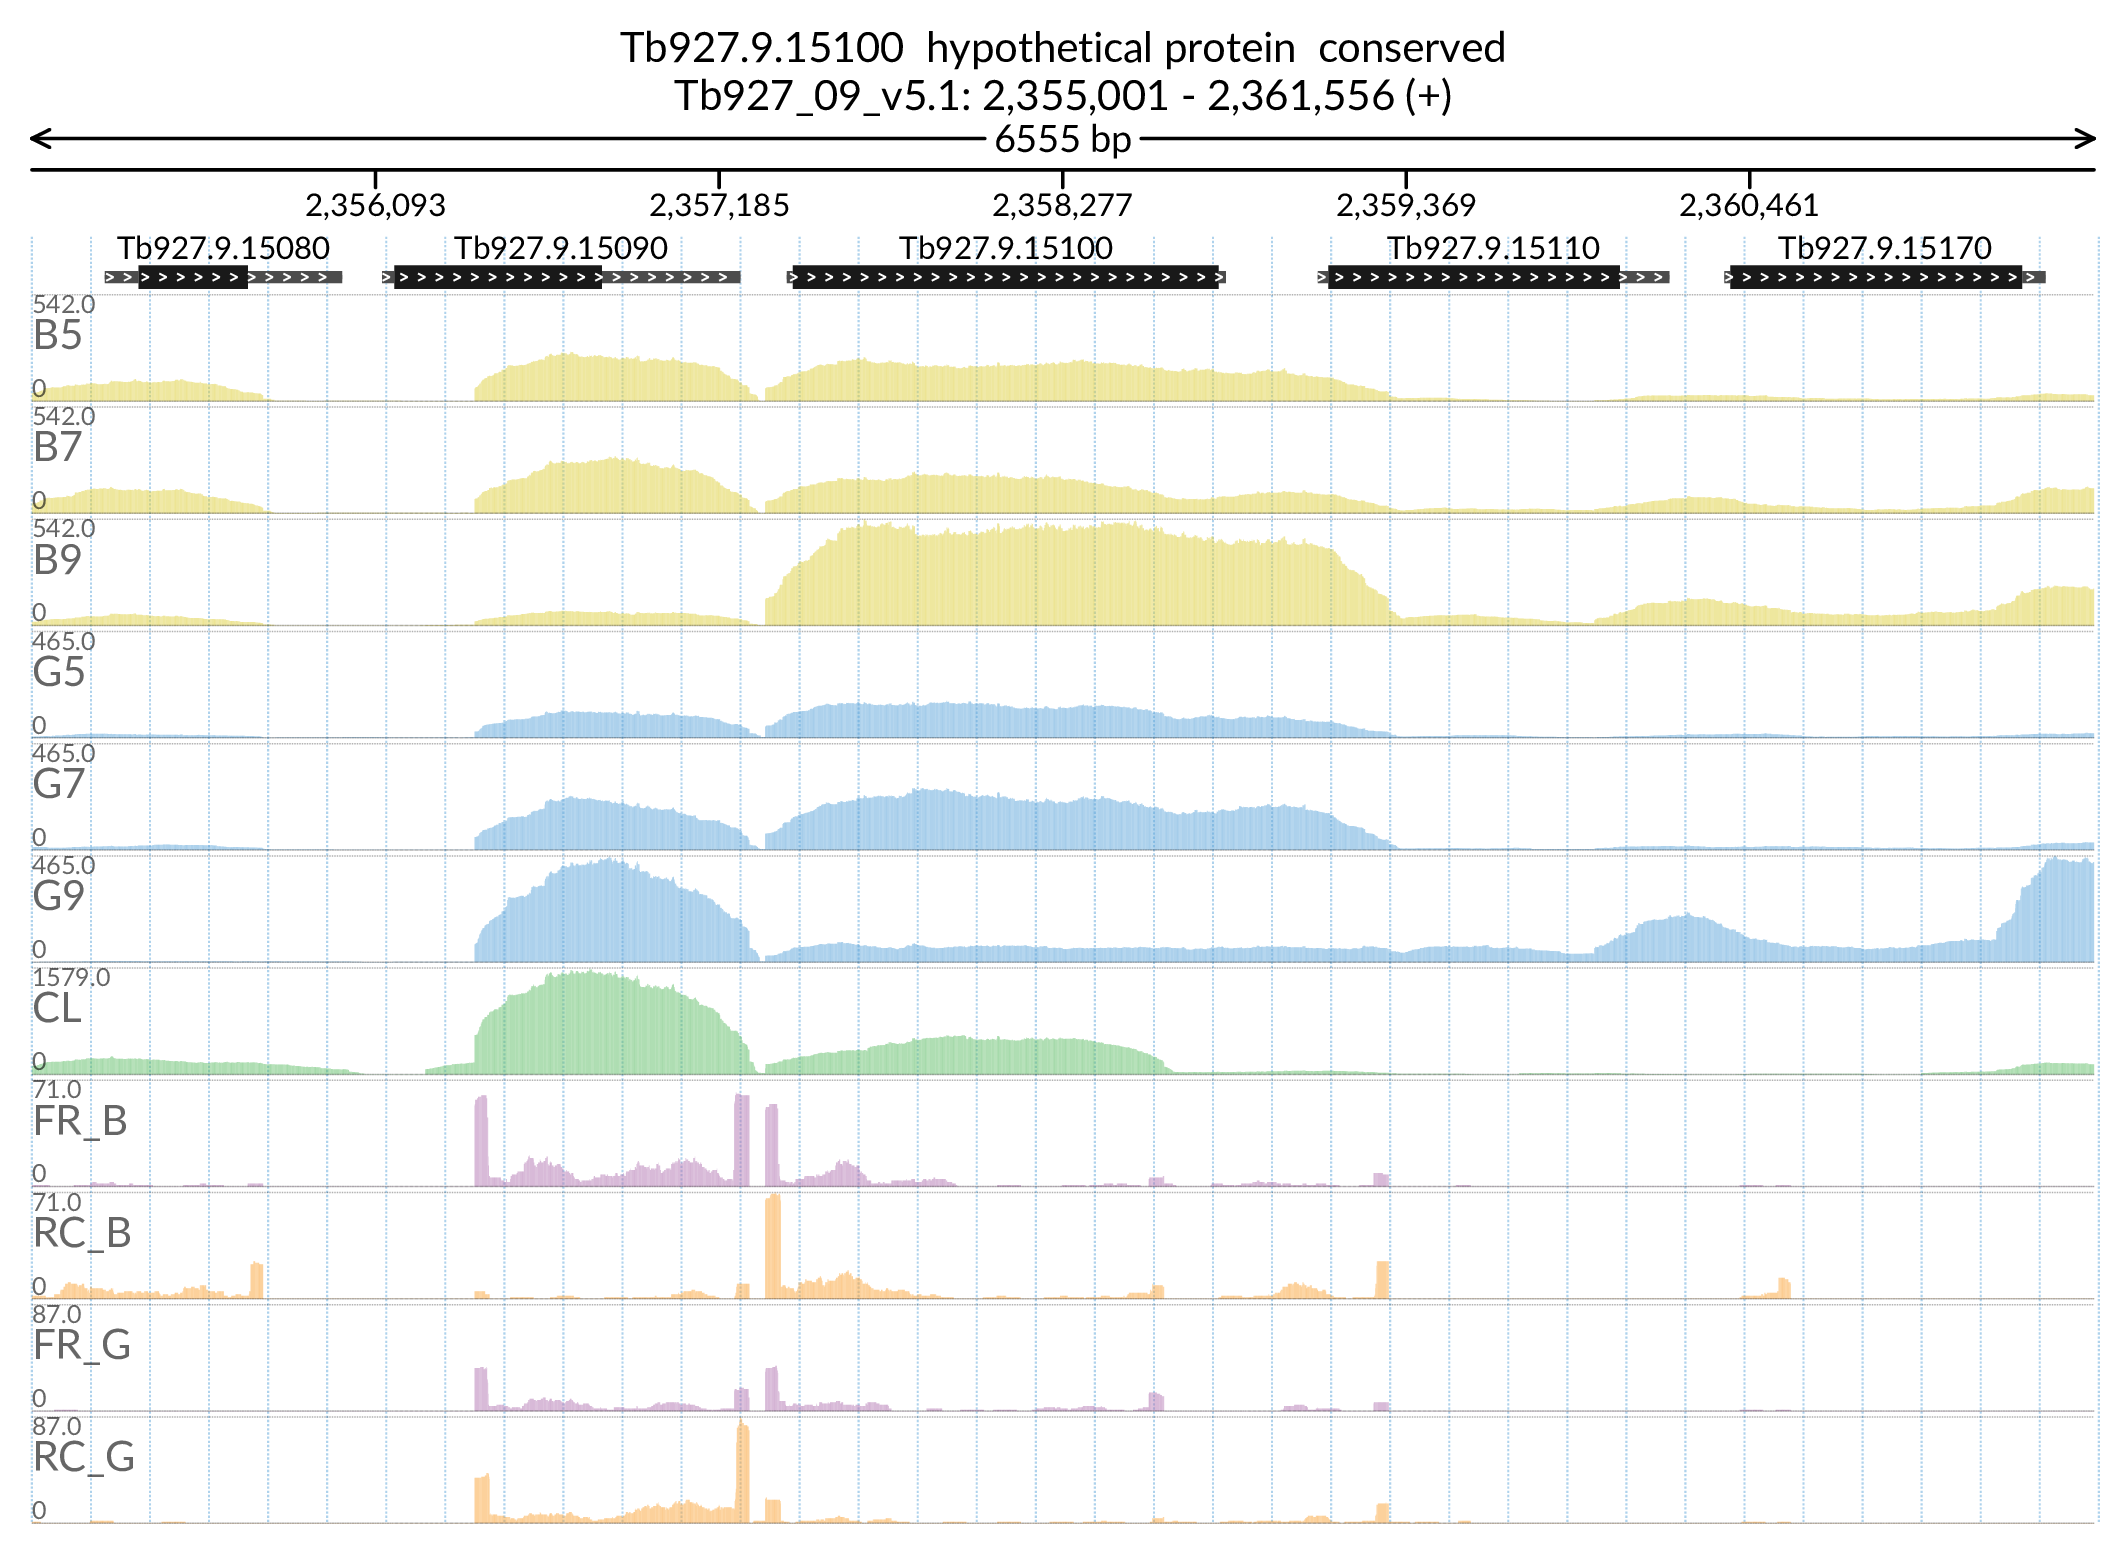 Tb927.9.15100  hypothetical protein  conserved
Tb927_09_v5.1: 2,355,001 - 2,361,556 (+)
6555 bp
2,356,093 2,357,185 2,358,277 2,359,369 2,360,461
Tb927.9.15080 Tb927.9.15090 Tb927.9.15100 Tb927.9.15110 Tb927.9.15170
542.0
B5
0
542.0
B7
0
542.0
B9
0
465.0
G5
0
465.0
G7
0
465.0
G9
0
1579.0
CL
0
71.0
FR_B
0
71.0
RC_B
0
87.0
FR_G
0
87.0
RC_G
0